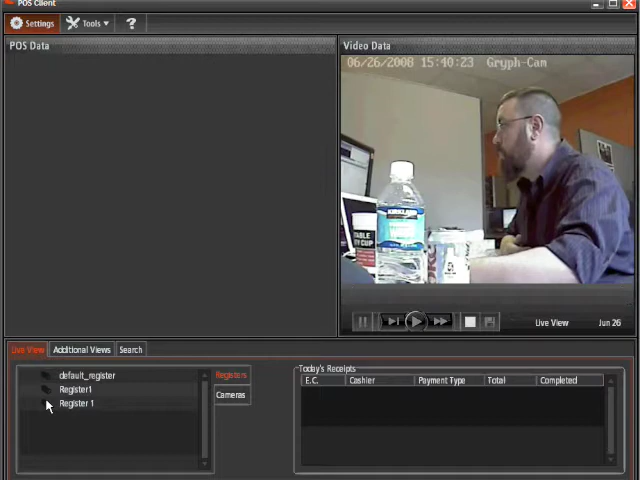 POS Client
Settings
Tools
?
POS Data
Video Data
06/26/2008 15:40:23 Gryph-Cam
KIRKLAND
TABLE
Live View
Jun 26
Live View
Additional Views
Search
default_register
Register1
Register 1
Registers
Cameras
Today's Receipts
E.C.
Cashier
Payment Type
Total
Completed